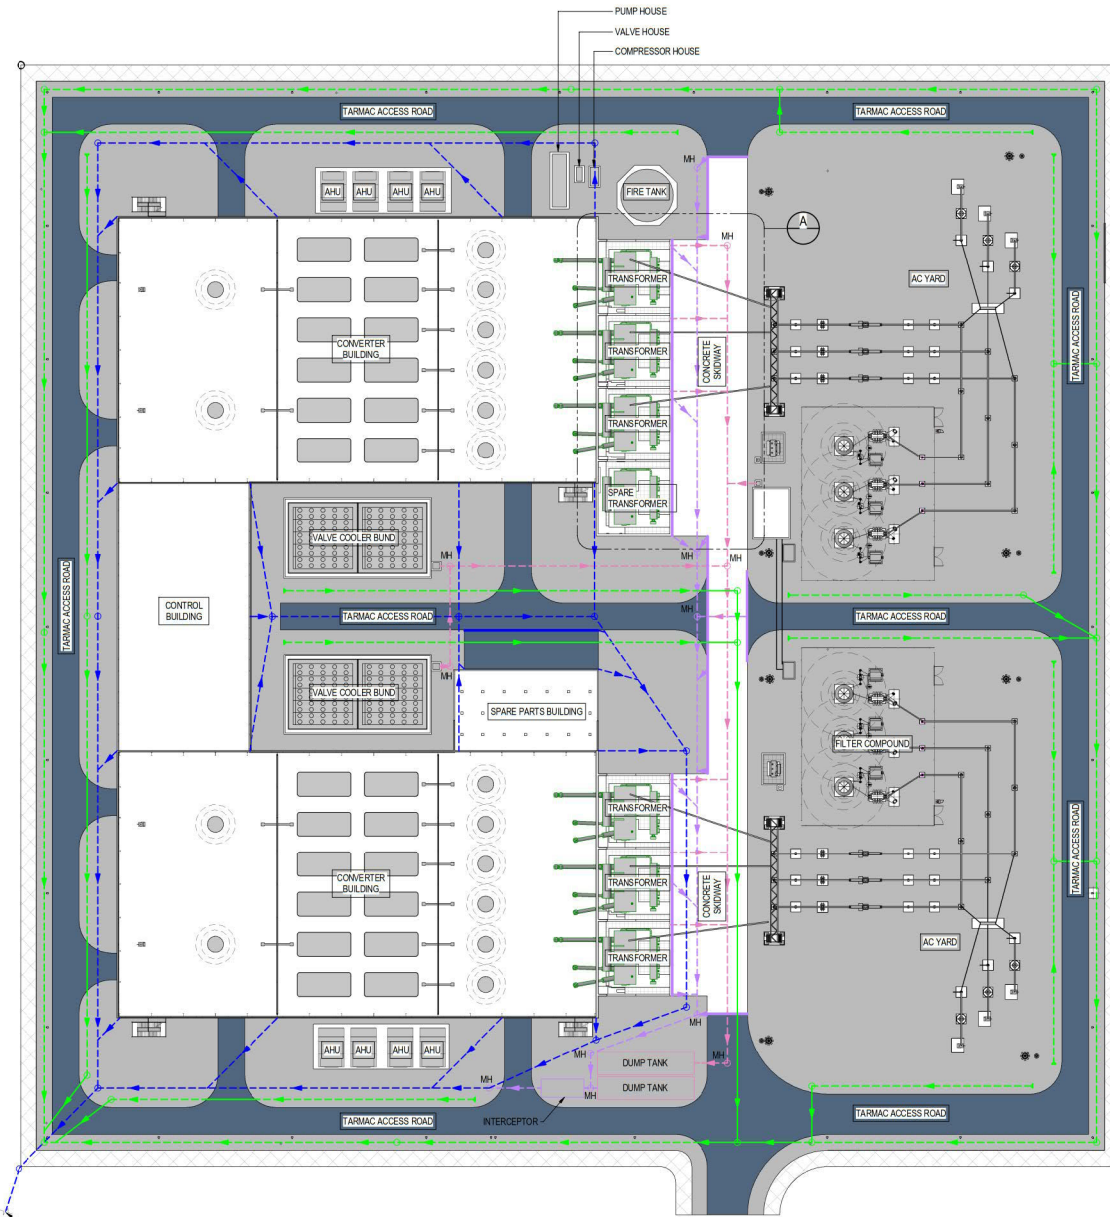 PUMP HOUSE
VALVE HOUSE
COMPRESSOR HOUSE
TARMAC ACCESS ROAD
TARMAC ACCESS ROAD
MH
AHU
AHU
AHU
AHU
FIRE TANK
A
MH
TRANSFORMER
AC YARD
TARMAC ACCESS ROAD
CONVERTER
BUILDING
TRANSFORMER
CONCRETE
SKIDWAY
TRANSFORMER
SPARE
TRANSFORMER
VALVE COOLER BUND
MH
MH
MH
TARMAC ACCESS ROAD
CONTROL
BUILDING
TARMAC ACCESS ROAD
MH
TARMAC ACCESS ROAD
MH
VALVE COOLER BUND
SPARE PARTS BUILDING
FILTER COMPOUND
TRANSFORMER
TARMAC ACCESS ROAD
CONVERTER
BUILDING
TRANSFORMER
CONCRETE
SKIDWAY
TRANSFORMER
AC YARD
MH
AHU
AHU
AHU
AHU
MH
DUMP TANK
MH
MH
DUMP TANK
MH
INTERCEPTOR
TARMAC ACCESS ROAD
TARMAC ACCESS ROAD